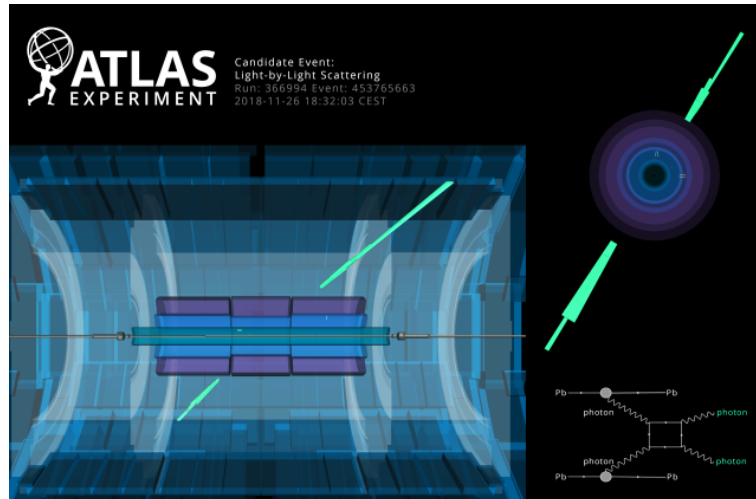 ATLAS
EXPERIMENT
Candidate Event:
Light-by-Light Scattering
Run: 366994 Event: 453765663
2018-11-26 18:32:03 CEST
Pb Pb
photon photon
photon photon
Pb Pb